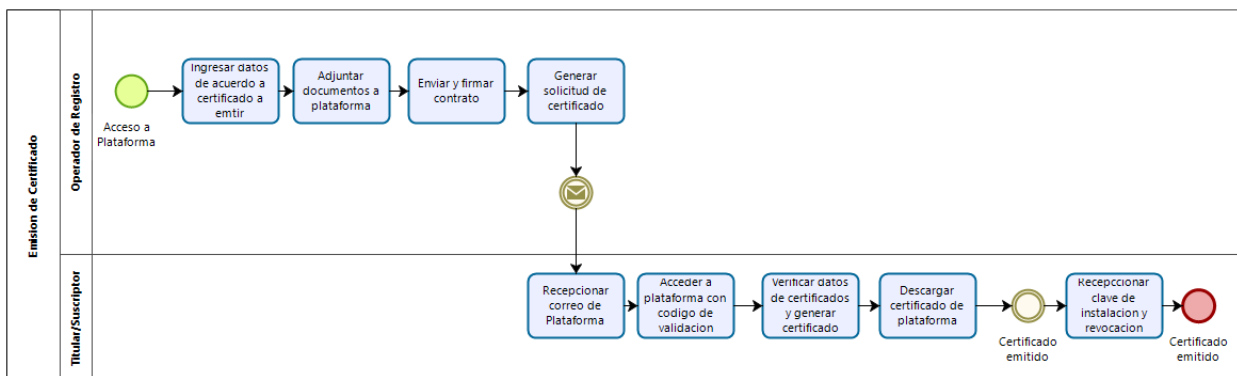 Emision de Certificado
Operador de Registro
Acceso a
Plataforma
Ingresar datos
de acuerdo a
certificado a
emtir
Adjuntar
documentos a
plataforma
Enviar y firmar
contrato
Generar
solicitud de
certificado
Titular/Suscriptor
Recepcionar
correo de
Plataforma
Acceder a
plataforma con
codigo de
validacion
Verificar datos
de certificados
y generar
certificado
Descargar
certificado de
plataforma
Certificado
emitido
Recepccionar
clave de
instalacion y
revocacion
Certificado
emitido